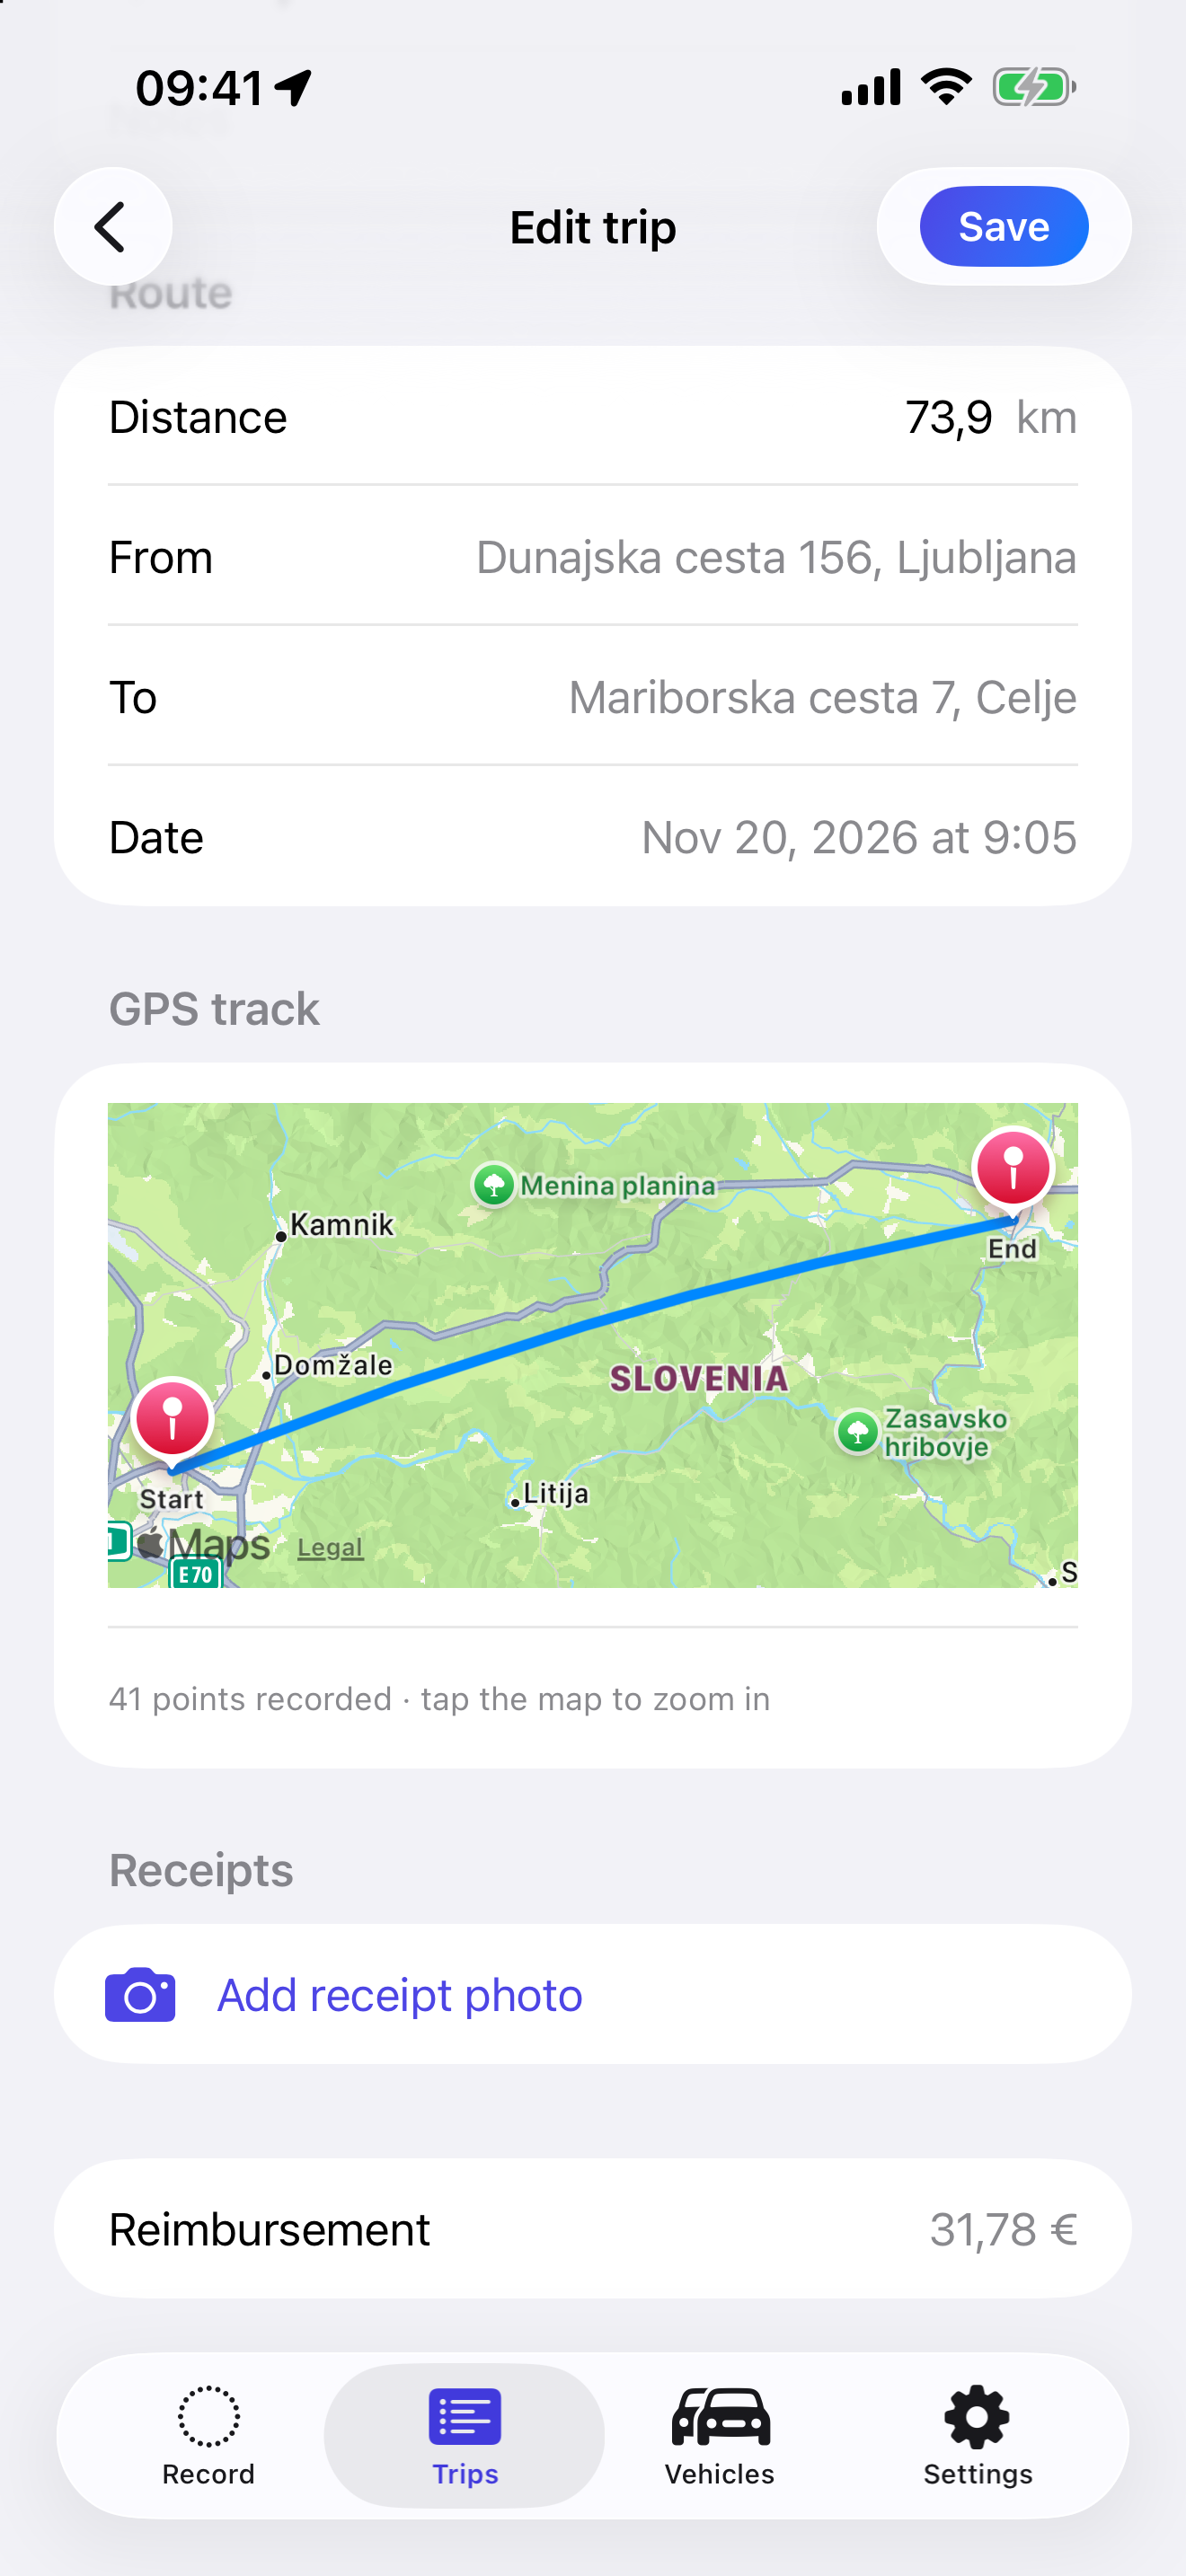 09:41
Edit trip
Save
Route
Distance 73,9 km
From Dunajska cesta 156, Ljubljana
To Mariborska cesta 7, Celje
Date Nov 20, 2026 at 9:05
GPS track
Menina planina
Kamnik
End
Domžale
SLOVENIA
Zasavsko
hribovje
Litija
Start
Maps Legal
E 70
S
41 points recorded · tap the map to zoom in
Receipts
Add receipt photo
Reimbursement 31,78 €
Record Trips Vehicles Settings